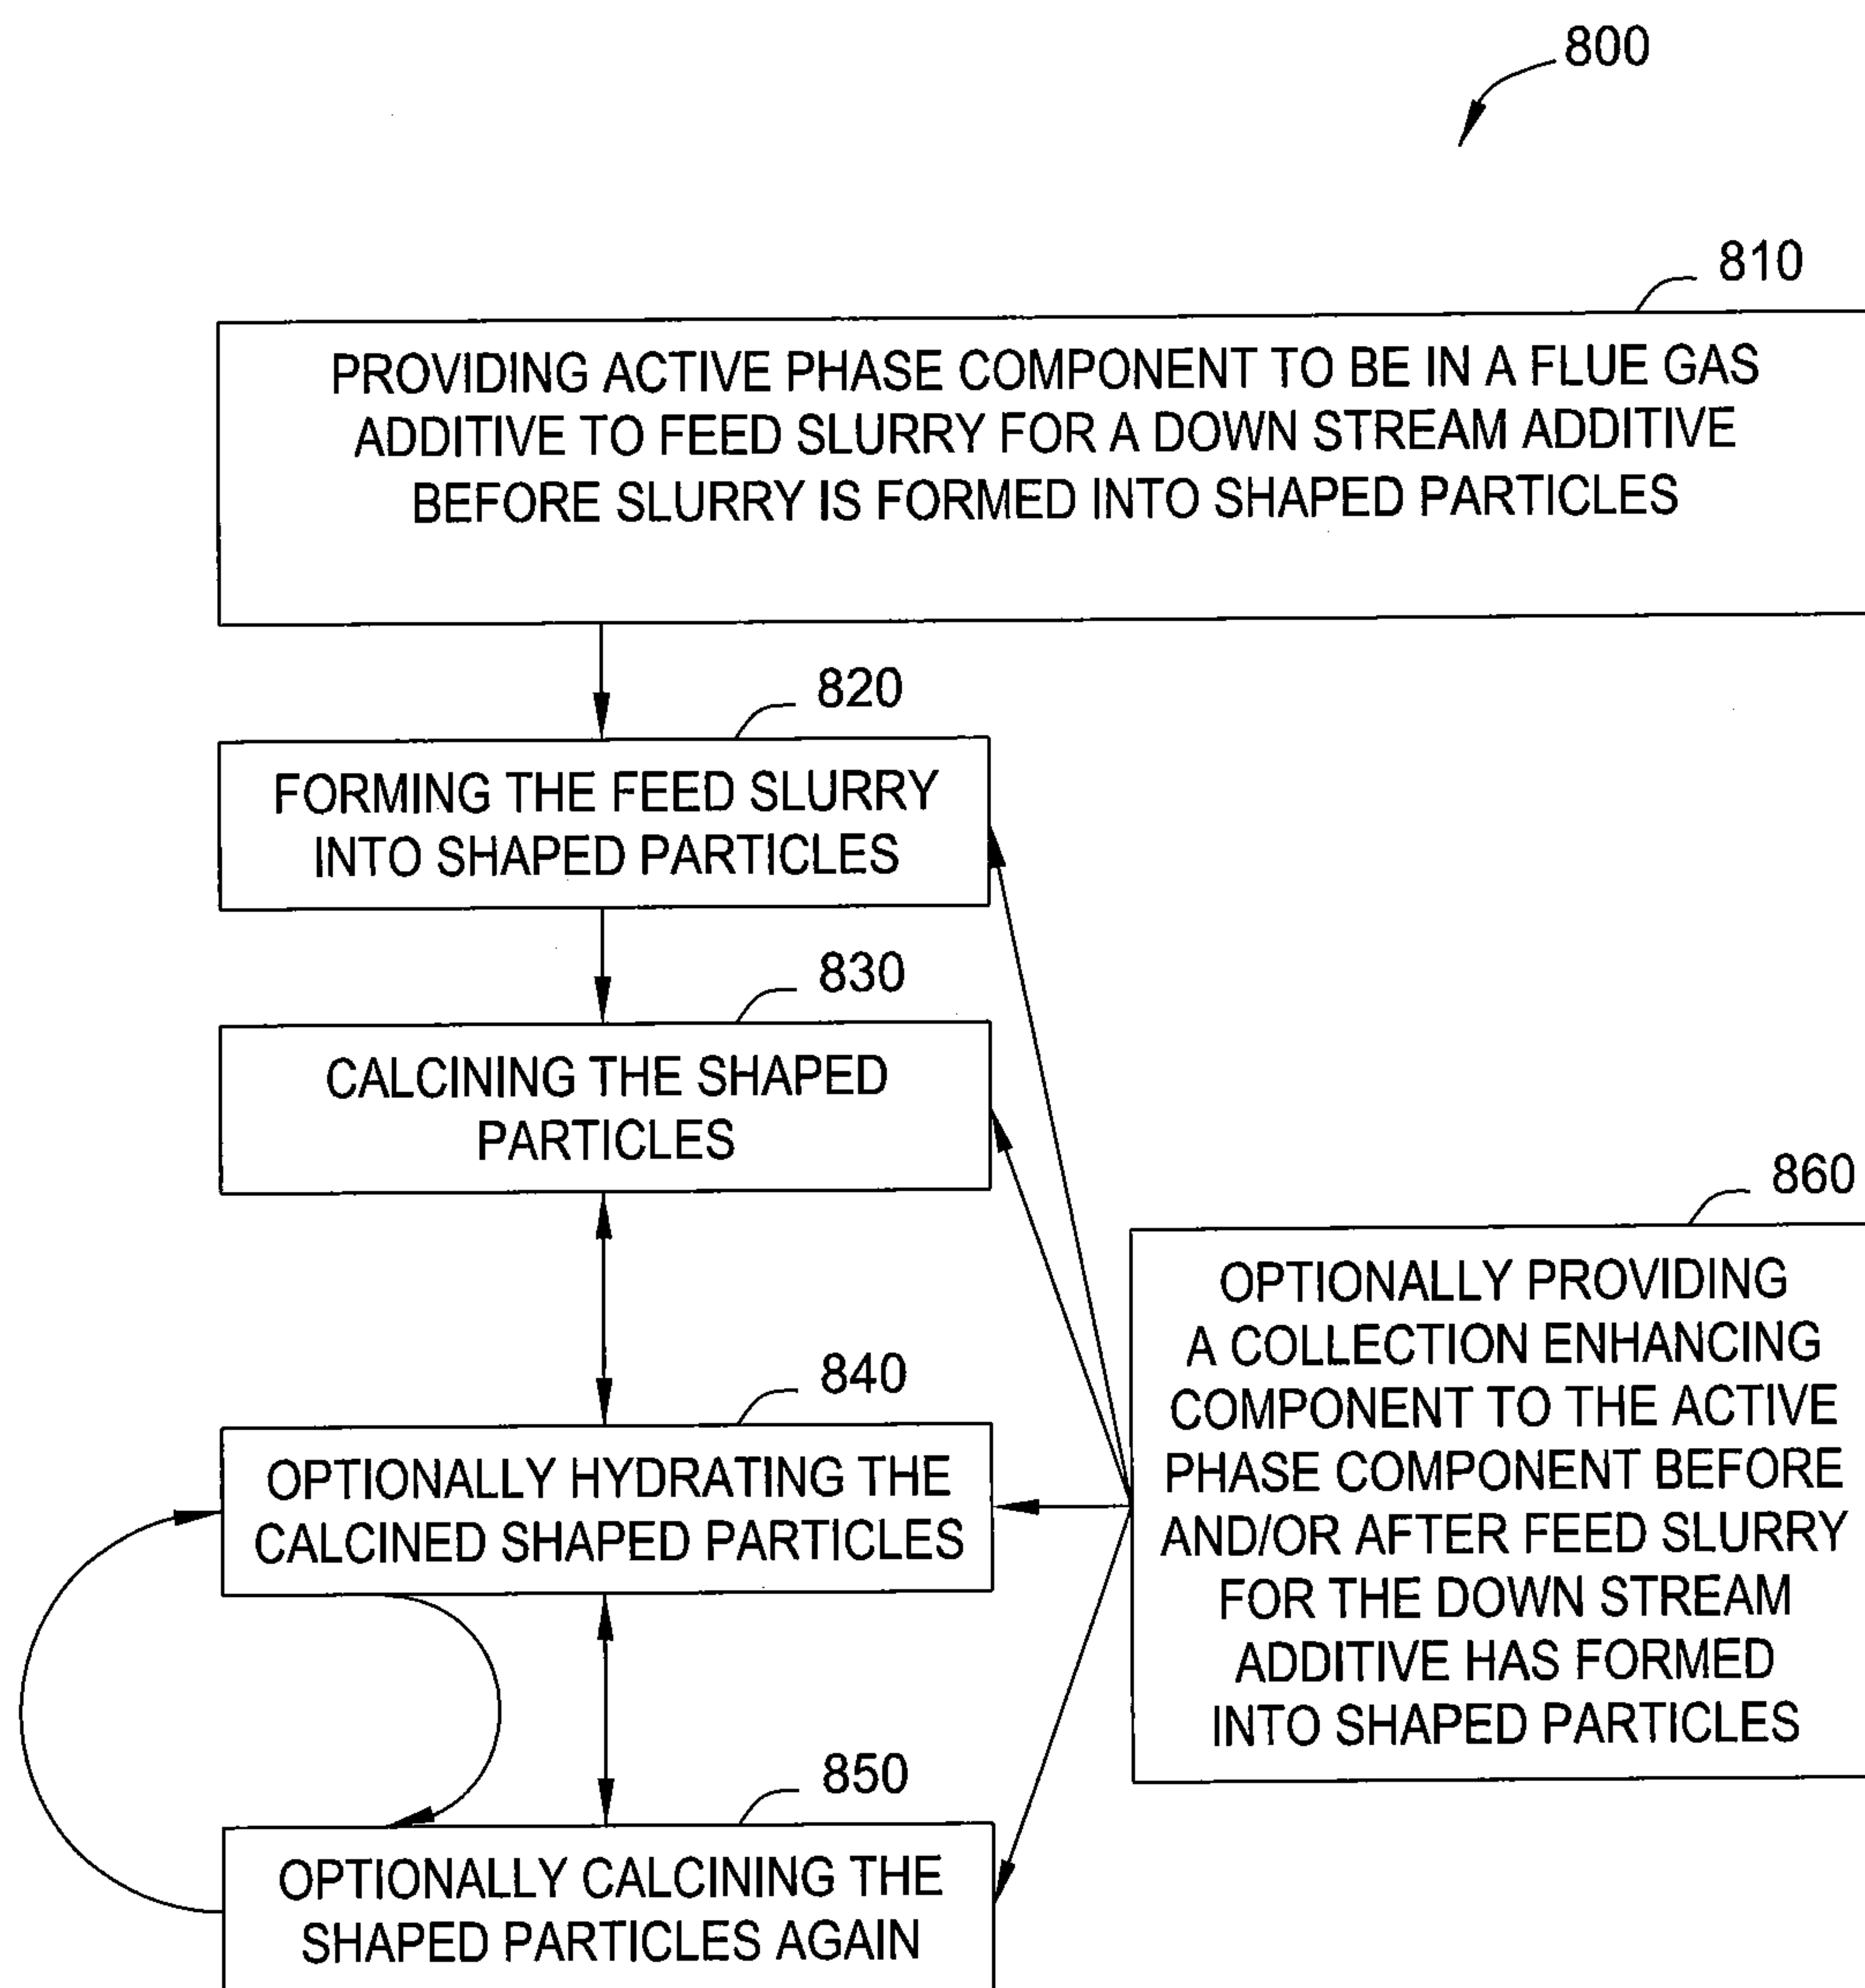 800
810
PROVIDING ACTIVE PHASE COMPONENT TO BE IN A FLUE GAS
ADDITIVE TO FEED SLURRY FOR A DOWN STREAM ADDITIVE
BEFORE SLURRY IS FORMED INTO SHAPED PARTICLES
820
FORMING THE FEED SLURRY
INTO SHAPED PARTICLES
830
CALCINING THE SHAPED
PARTICLES
840
OPTIONALLY HYDRATING THE
CALCINED SHAPED PARTICLES
850
OPTIONALLY CALCINING THE
SHAPED PARTICLES AGAIN
860
OPTIONALLY PROVIDING
A COLLECTION ENHANCING
COMPONENT TO THE ACTIVE
PHASE COMPONENT BEFORE
AND/OR AFTER FEED SLURRY
FOR THE DOWN STREAM
ADDITIVE HAS FORMED
INTO SHAPED PARTICLES